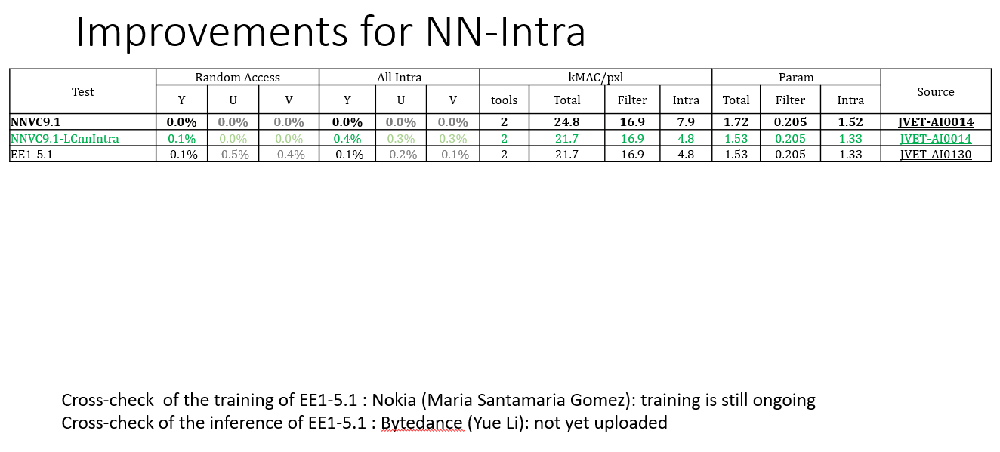 Improvements for NN-Intra
Test Random Access All Intra kMAC/pxl Param Source
Y U V Y U V tools Total Filter Intra Total Filter Intra
NNVC9.1 0.0% 0.0% 0.0% 0.0% 0.0% 0.0% 2 24.8 16.9 7.9 1.72 0.205 1.52 JVET-AI0014
NNVC9.1-LCnnIntra 0.1% 0.0% 0.0% 0.4% 0.3% 0.3% 2 21.7 16.9 4.8 1.53 0.205 1.33 JVET-AI0014
EE1-5.1 -0.1% -0.5% -0.4% -0.1% -0.2% -0.1% 2 21.7 16.9 4.8 1.53 0.205 1.33 JVET-AI0130
Cross-check of the training of EE1-5.1 : Nokia (Maria Santamaria Gomez): training is still ongoing
Cross-check of the inference of EE1-5.1 : Bytedance (Yue Li): not yet uploaded